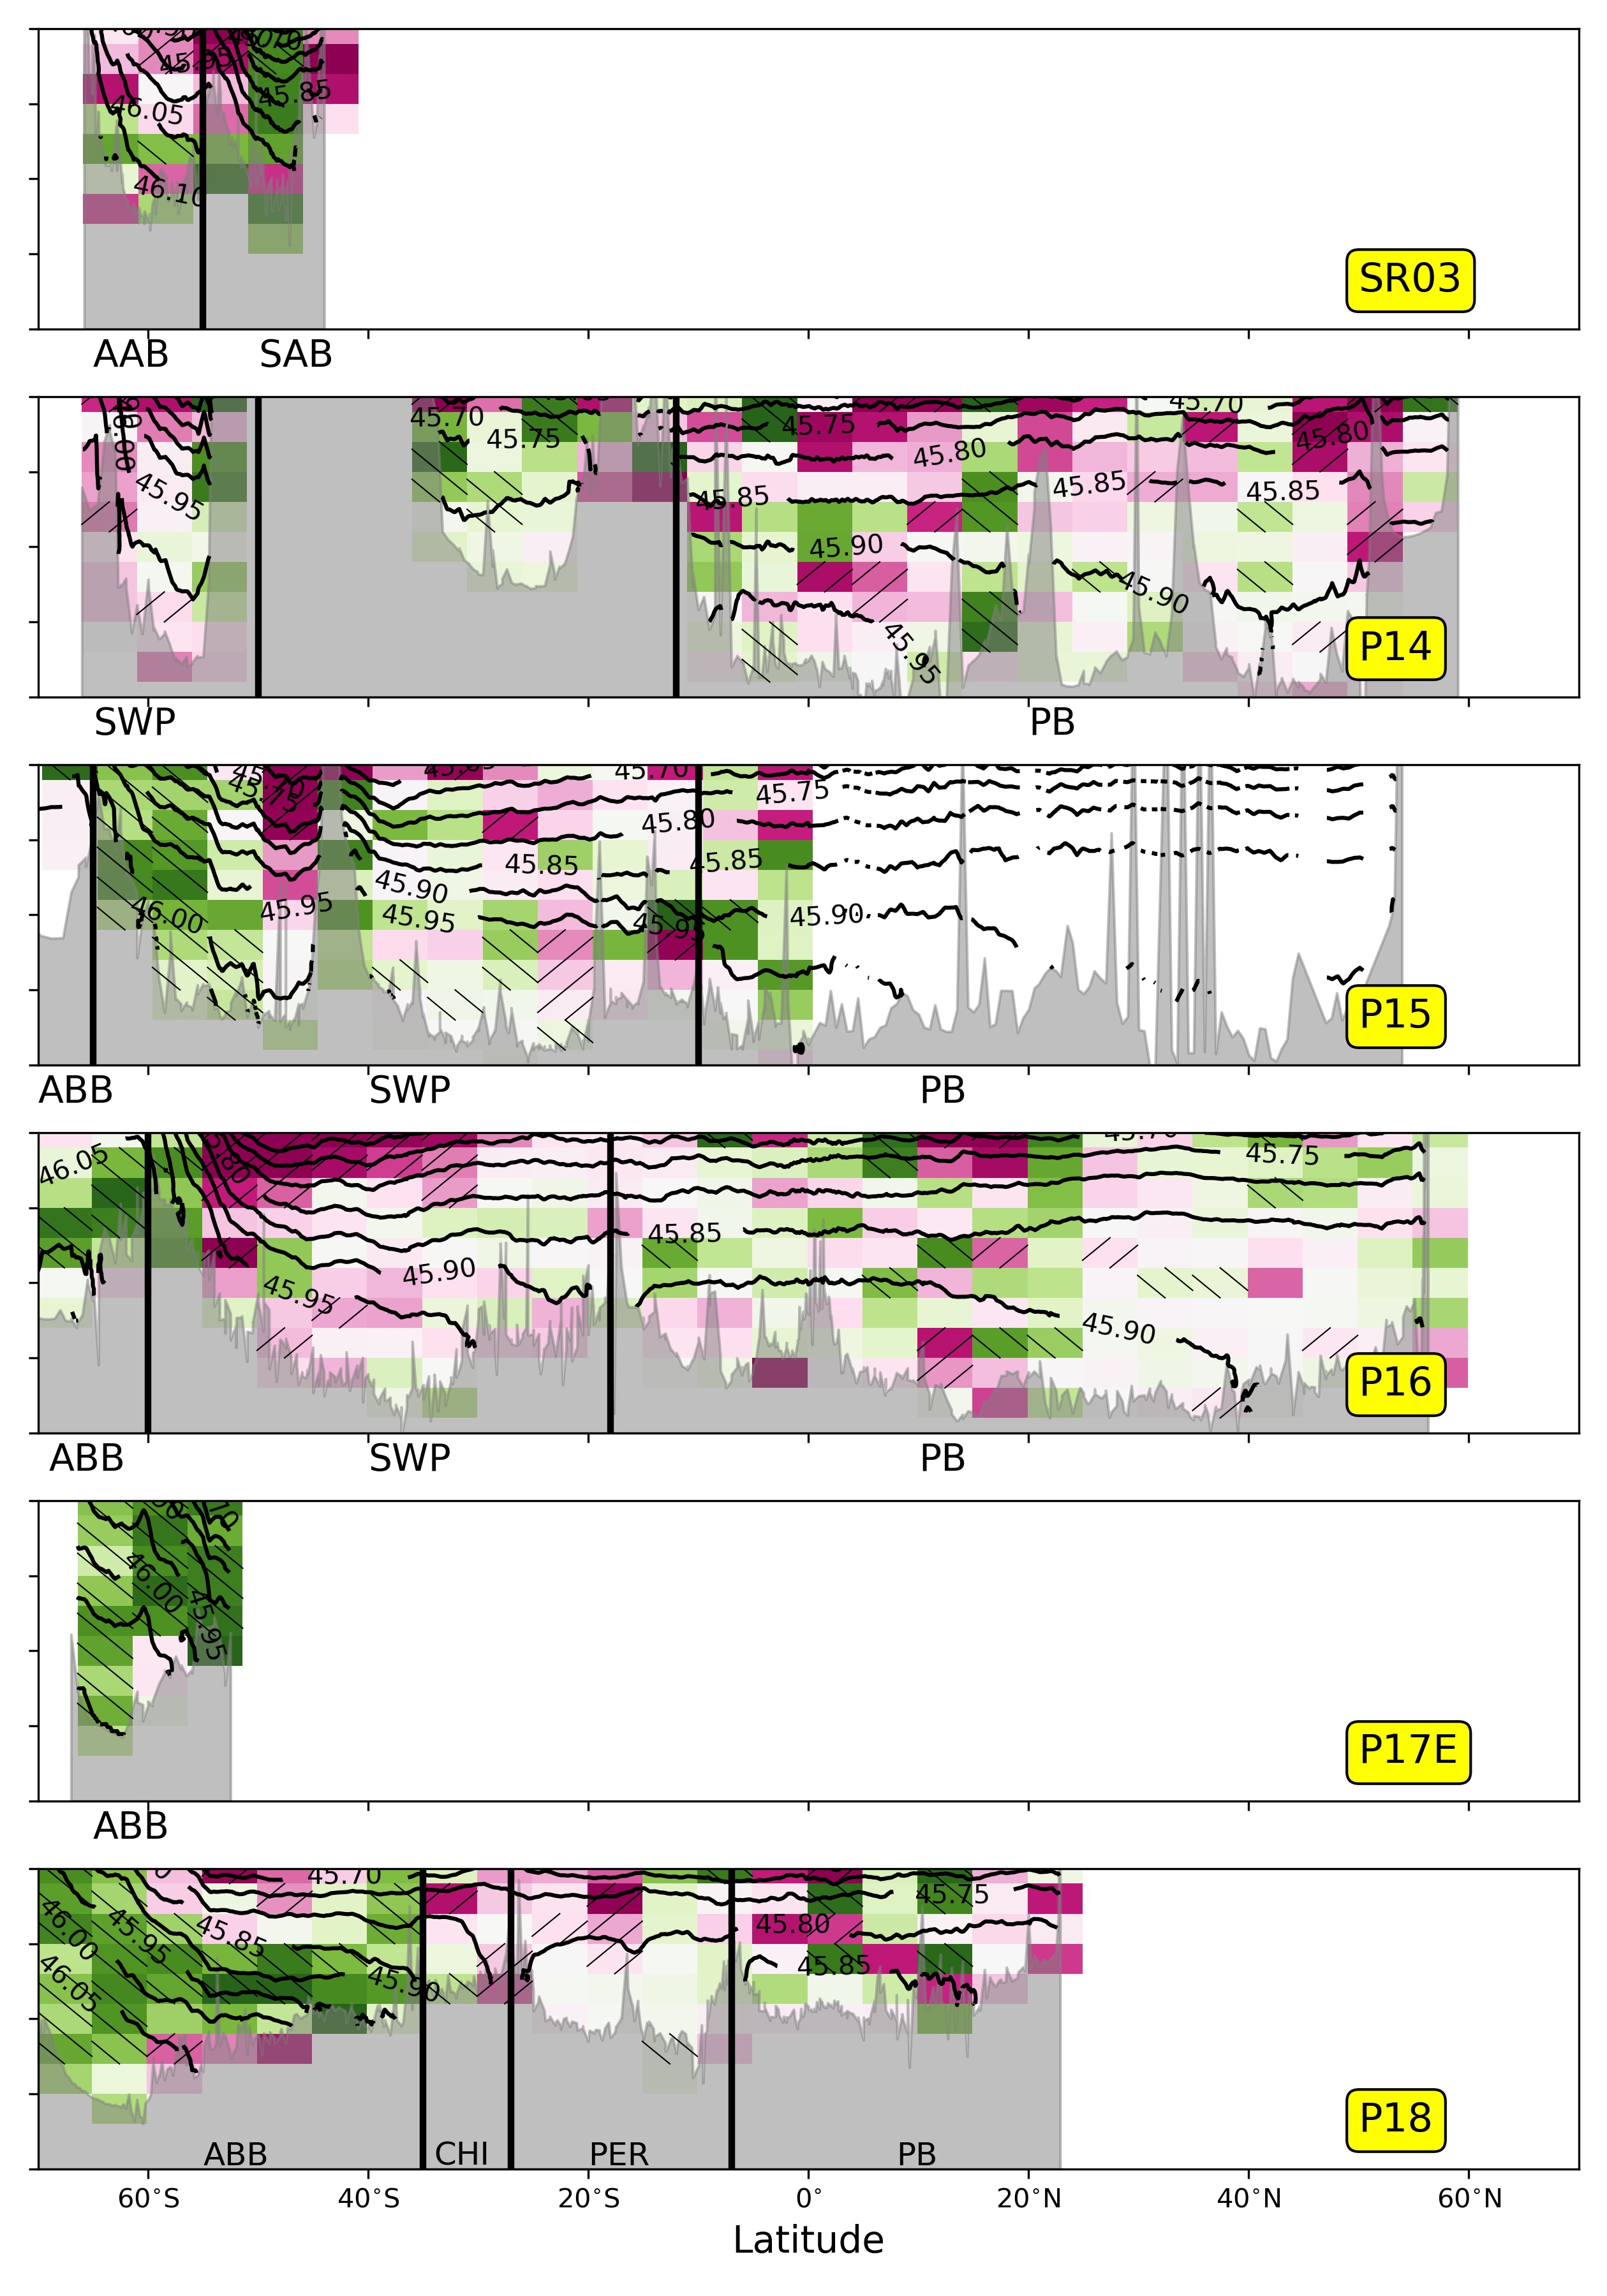 45.95
45.85
46.05
46.10
SR03
AAB SAB
45.70 45.75 45.75 45.80 45.70 45.80
45.95 45.85 45.85 45.85
45.90 45.90
45.95
P14
SWP PB
45.75 45.70 45.75
45.80
45.85 45.85
45.90
46.00 45.95 45.95 45.95 45.90
P15
ABB SWP PB
46.05 45.75
45.85
45.90
45.95 45.90
P16
ABB SWP PB
46.00
45.95
P17E
ABB
45.70 45.75
46.00 45.95 45.85 45.80
46.05 45.90 45.85
P18
ABB CHI PER PB
60°S 40°S 20°S 0° 20°N 40°N 60°N
Latitude